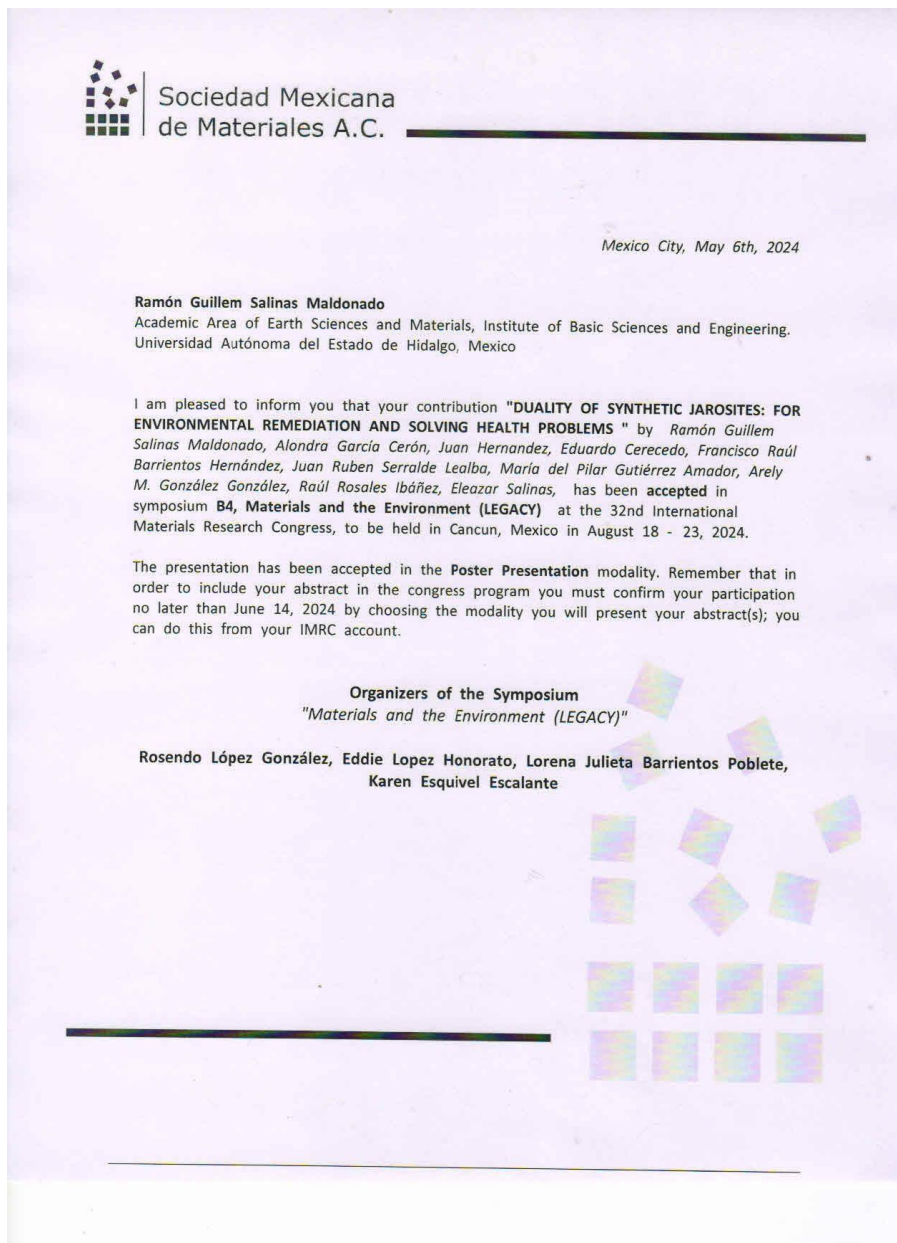 Sociedad Mexicana
de Materiales A.C.
Mexico City, May 6th, 2024
Ramón Guillem Salinas Maldonado
Academic Area of Earth Sciences and Materials, Institute of Basic Sciences and Engineering.
Universidad Autónoma del Estado de Hidalgo, Mexico
I am pleased to inform you that your contribution "DUALITY OF SYNTHETIC JAROSITES: FOR
ENVIRONMENTAL REMEDIATION AND SOLVING HEALTH PROBLEMS " by Ramón Guillem
Salinas Maldonado, Alondra García Cerón, Juan Hernandez, Eduardo Cerecedo, Francisco Raúl
Barrientos Hernández, Juan Ruben Serralde Lealba, María del Pilar Gutiérrez Amador, Arely
M. González González, Raúl Rosales Ibáñez, Eleazar Salinas, has been accepted in
symposium B4, Materials and the Environment (LEGACY) at the 32nd International
Materials Research Congress, to be held in Cancun, Mexico in August 18 - 23, 2024.
The presentation has been accepted in the Poster Presentation modality. Remember that in
order to include your abstract in the congress program you must confirm your participation
no later than June 14, 2024 by choosing the modality you will present your abstract(s); you
can do this from your IMRC account.
Organizers of the Symposium
"Materials and the Environment (LEGACY)"
Rosendo López González, Eddie Lopez Honorato, Lorena Julieta Barrientos Poblete,
Karen Esquivel Escalante